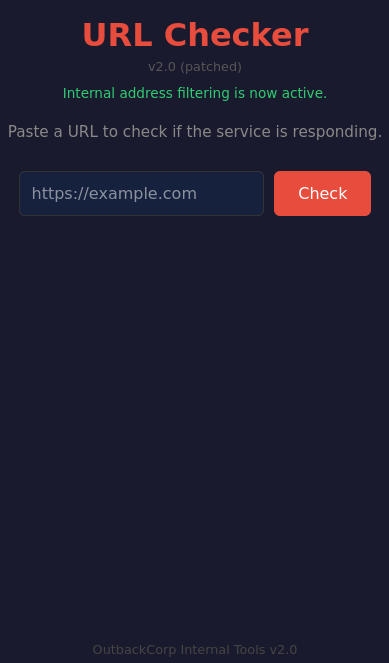 URL Checker
v2.0 (patched)
Internal address filtering is now active.
Paste a URL to check if the service is responding.
https://example.com
Check
OutbackCorp Internal Tools v2.0